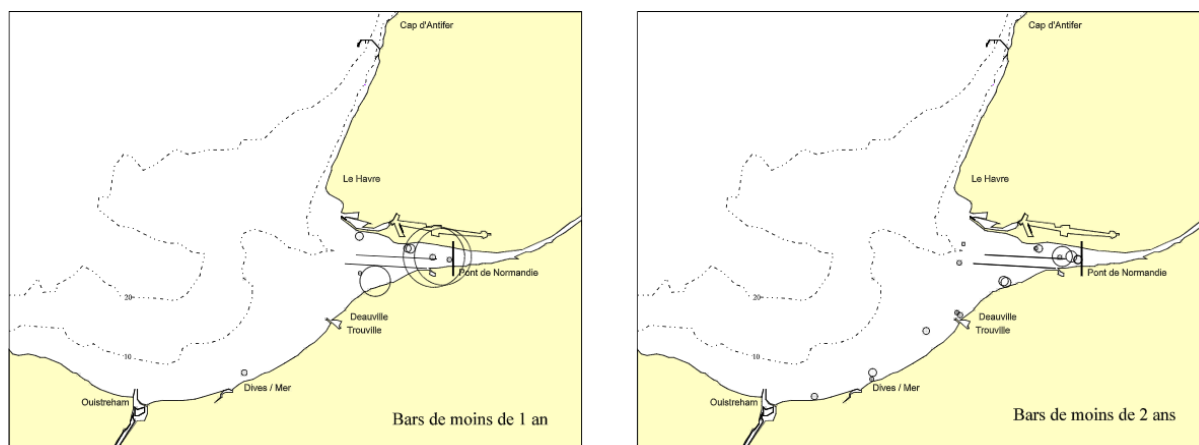 Cap d'Antifer
Le Havre
Pont de Normandie
20
Deauville
Trouville
10
Dives / Mer
Ouistreham
Bars de moins de 1 an
Cap d'Antifer
Le Havre
Pont de Normandie
20
Deauville
Trouville
10
Dives / Mer
Ouistreham
Bars de moins de 2 ans